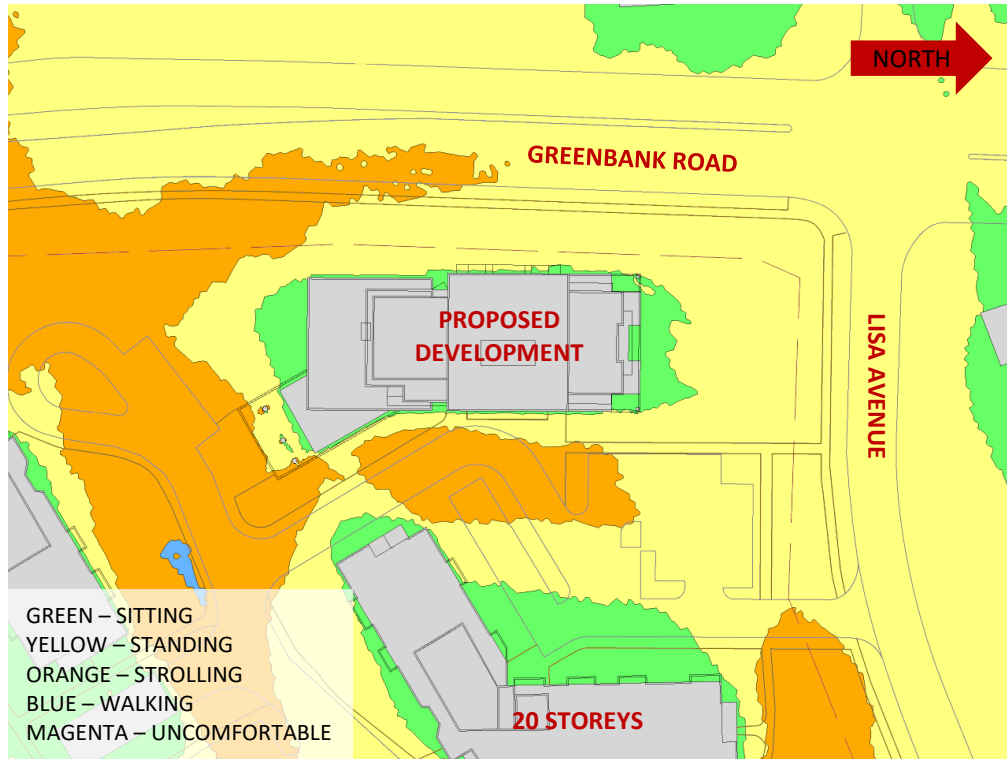 NORTH
GREENBANK ROAD
PROPOSED
DEVELOPMENT
LISA AVENUE
GREEN – SITTING
YELLOW – STANDING
ORANGE – STROLLING
BLUE – WALKING
MAGENTA – UNCOMFORTABLE
20 STOREYS